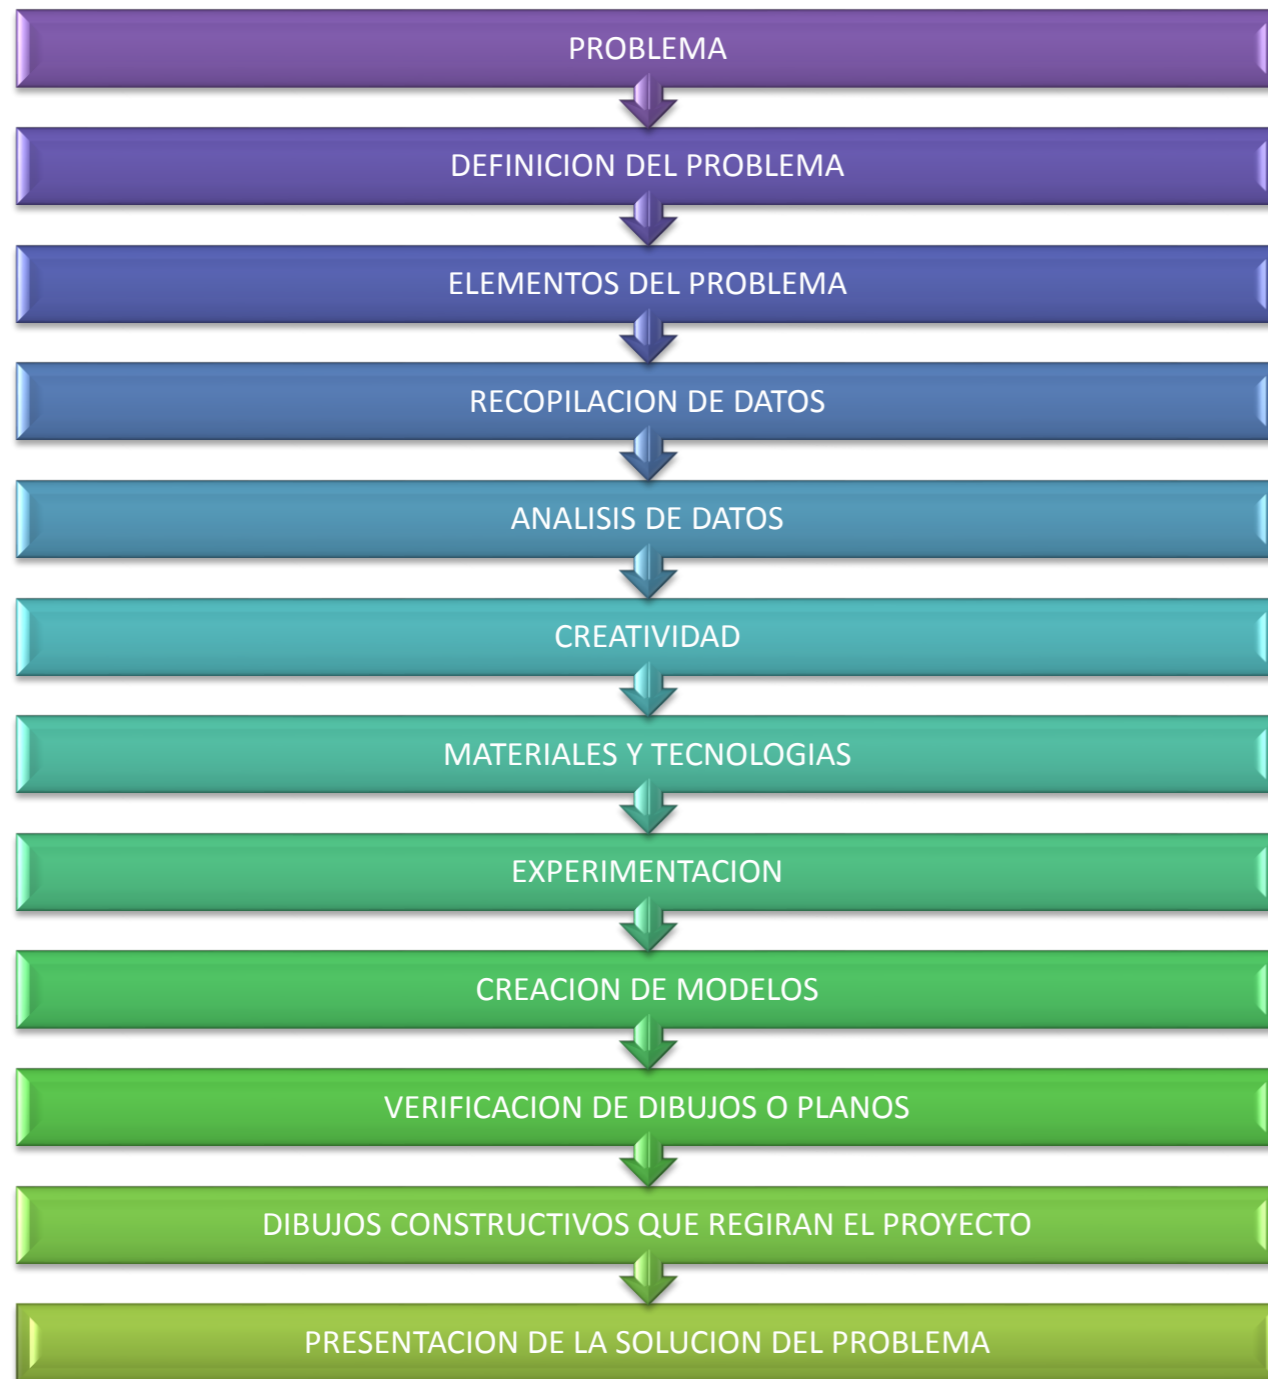 PROBLEMA
DEFINICION DEL PROBLEMA
ELEMENTOS DEL PROBLEMA
RECOPILACION DE DATOS
ANALISIS DE DATOS
CREATIVIDAD
MATERIALES Y TECNOLOGIAS
EXPERIMENTACION
CREACION DE MODELOS
VERIFICACION DE DIBUJOS O PLANOS
DIBUJOS CONSTRUCTIVOS QUE REGIRAN EL PROYECTO
PRESENTACION DE LA SOLUCION DEL PROBLEMA